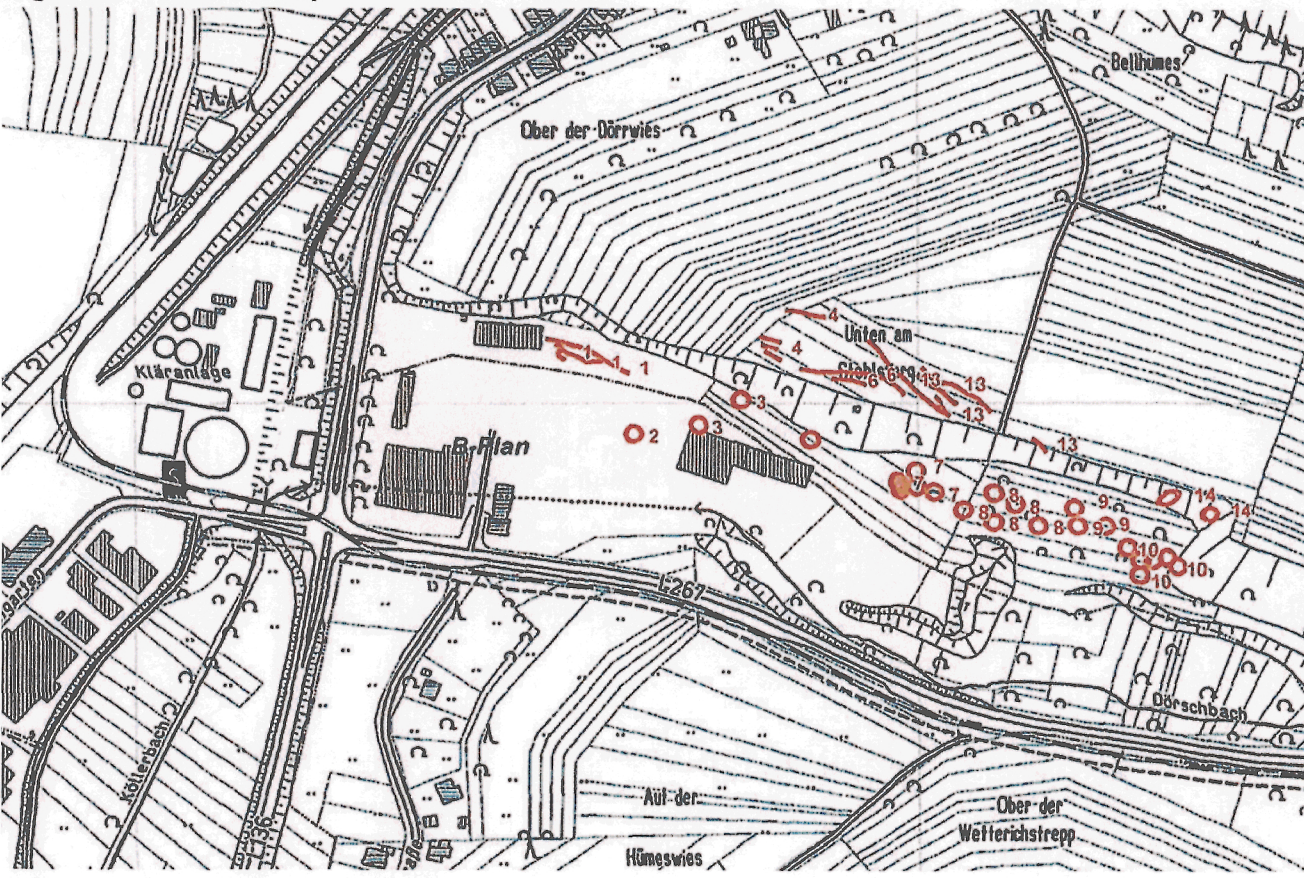 Bellhümes
Ober der Dörrwies
4
Unten am
4
1
1
1
6
6
13
13
13
3
Kläranlage
3
2
B-Plan
13
7
7
7
8
8
8
8
8
9
9
9
14
14
10
10
10
L267
Dörschbach
Köllerbach
L136
Auf der
Hümeswies
Ober der
Wetterichstrepp